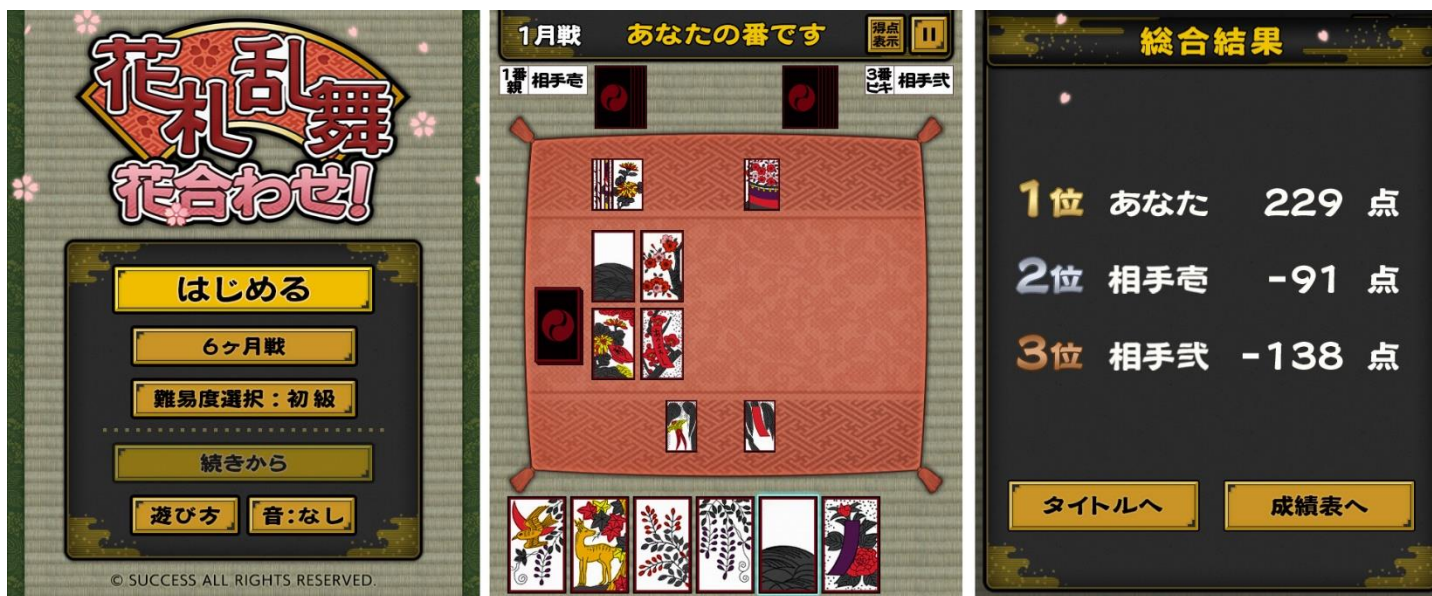 花札乱舞
花合わせ!
はじめる
6ヶ月戦
難易度選択:初級
続きから
遊び方
音:なし
© SUCCESS ALL RIGHTS RESERVED.
1月戦
あなたの番です
得点
表示
1番
親
相手壱
3番
ビキ
相手弐
総合結果
1位 あなた 229 点
2位 相手壱 -91 点
3位 相手弐 -138 点
タイトルへ
成績表へ